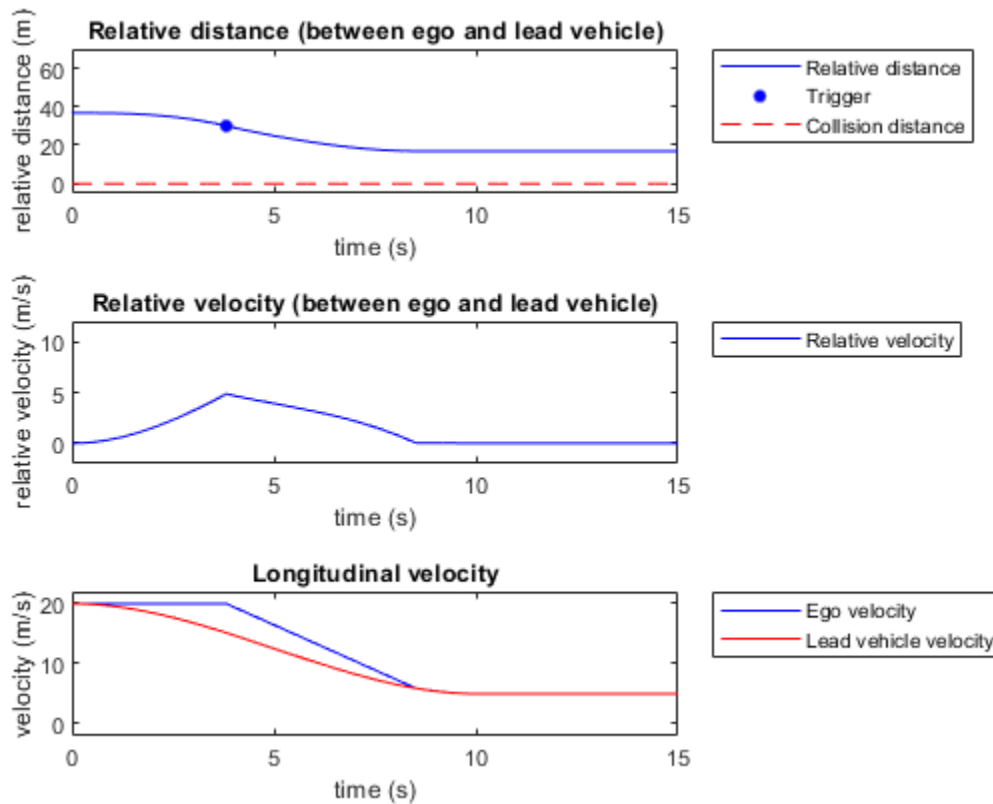 Relative distance (between ego and lead vehicle)
relative distance (m)
60
40
20
0
0 5 10 15
time (s)
Relative distance
Trigger
Collision distance
Relative velocity (between ego and lead vehicle)
relative velocity (m/s)
10
5
0
0 5 10 15
time (s)
Relative velocity
Longitudinal velocity
velocity (m/s)
20
10
0
0 5 10 15
time (s)
Ego velocity
Lead vehicle velocity